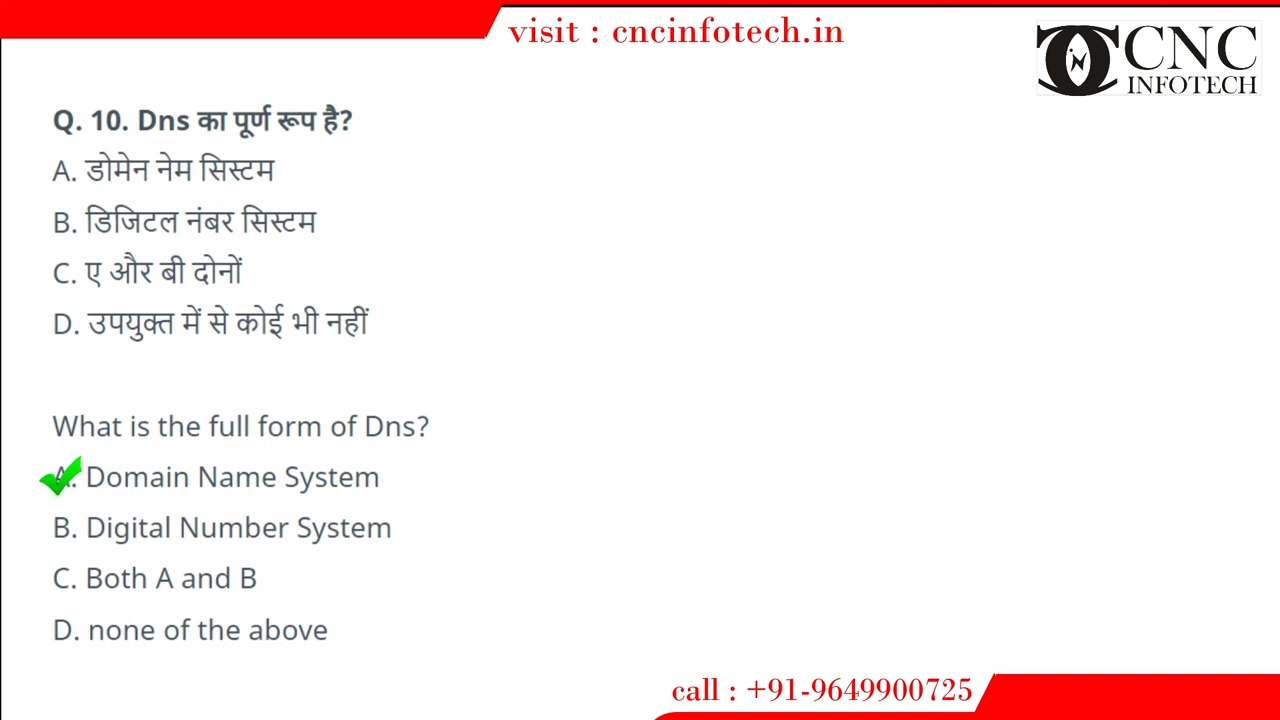 visit : cncinfotech.in
CNC
INFOTECH
Q. 10. Dns का पूर्ण रूप है?
A. डोमेन नेम सिस्टम
B. डिजिटल नंबर सिस्टम
C. ए और बी दोनों
D. उपयुक्त में से कोई भी नहीं
What is the full form of Dns?
A. Domain Name System
B. Digital Number System
C. Both A and B
D. none of the above
call : +91-9649900725